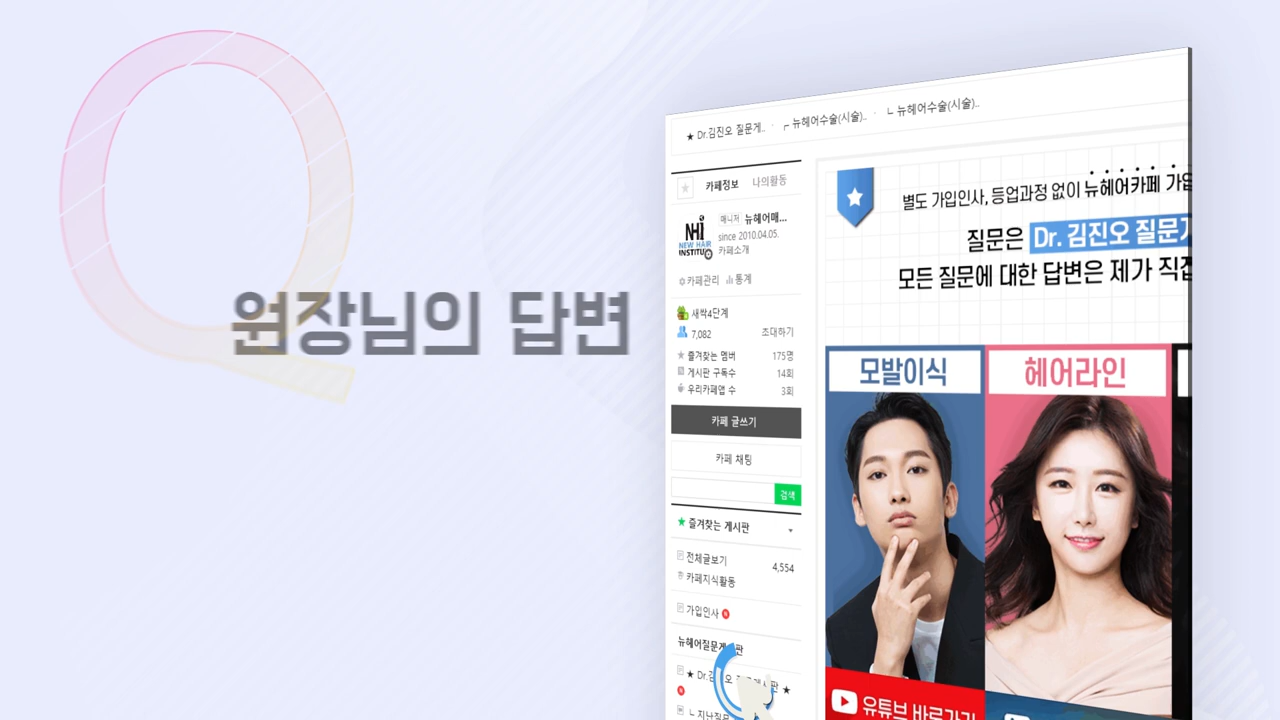 Q
원장님의 답변
★ Dr.김진오 질문게.. · ┌ 뉴헤어수술(시술).. · ㄴ 뉴헤어수술(시술)..
카페정보 나의활동
NHI
NEW HAIR
INSTITU
매니저 뉴헤어매...
since 2010.04.05.
카페소개
카페관리 통계
새싹4단계
7,082 초대하기
즐겨찾는 멤버 175명
게시판 구독수 14회
우리카페앱 수 3회
카페 글쓰기
카페 채팅
검색
즐겨찾는 게시판
전체글보기 4,554
카페지식활동
가입인사 N
뉴헤어질문게 판
★ Dr.김
오 ★
ㄴ 지난질문
별도 가입인사, 등업과정 없이 뉴헤어카페 가입
질문은 Dr. 김진오 질문
모든 질문에 대한 답변은 제가 직접
모발이식
헤어라인
유튜브 바로가기